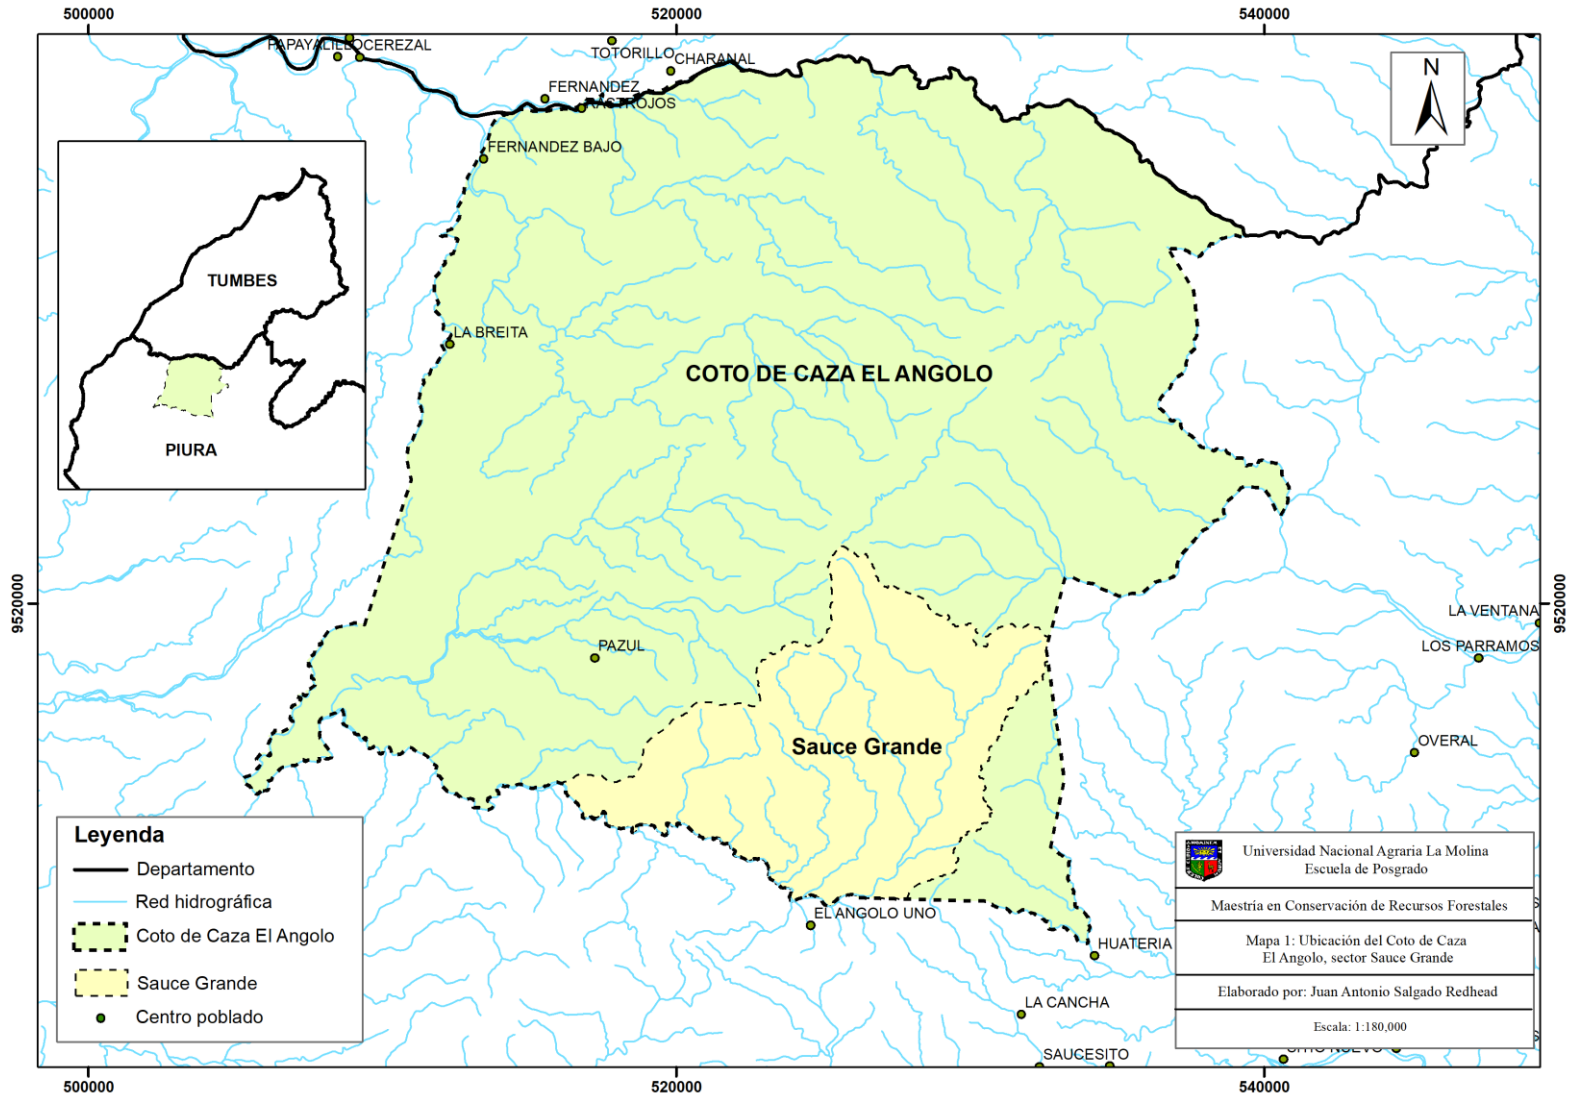 500000
520000
540000
PAPAYALILLO
CEREZAL
TOTORILLO
CHARANAL
FERNANDEZ
RASTROJOS
FERNANDEZ BAJO
N
TUMBES
PIURA
LA BREITA
COTO DE CAZA EL ANGOLO
9520000
9520000
LA VENTANA
LOS PARRAMOS
PAZUL
Sauce Grande
OVERAL
EL ANGOLO UNO
HUATERIA
LA CANCHA
SAUCESITO
SITIO NUEVO
Leyenda
Departamento
Red hidrográfica
Coto de Caza El Angolo
Sauce Grande
Centro poblado
Universidad Nacional Agraria La Molina
Escuela de Posgrado
Maestría en Conservación de Recursos Forestales
Mapa 1: Ubicación del Coto de Caza
El Angolo, sector Sauce Grande
Elaborado por: Juan Antonio Salgado Redhead
Escala: 1:180,000
500000
520000
540000